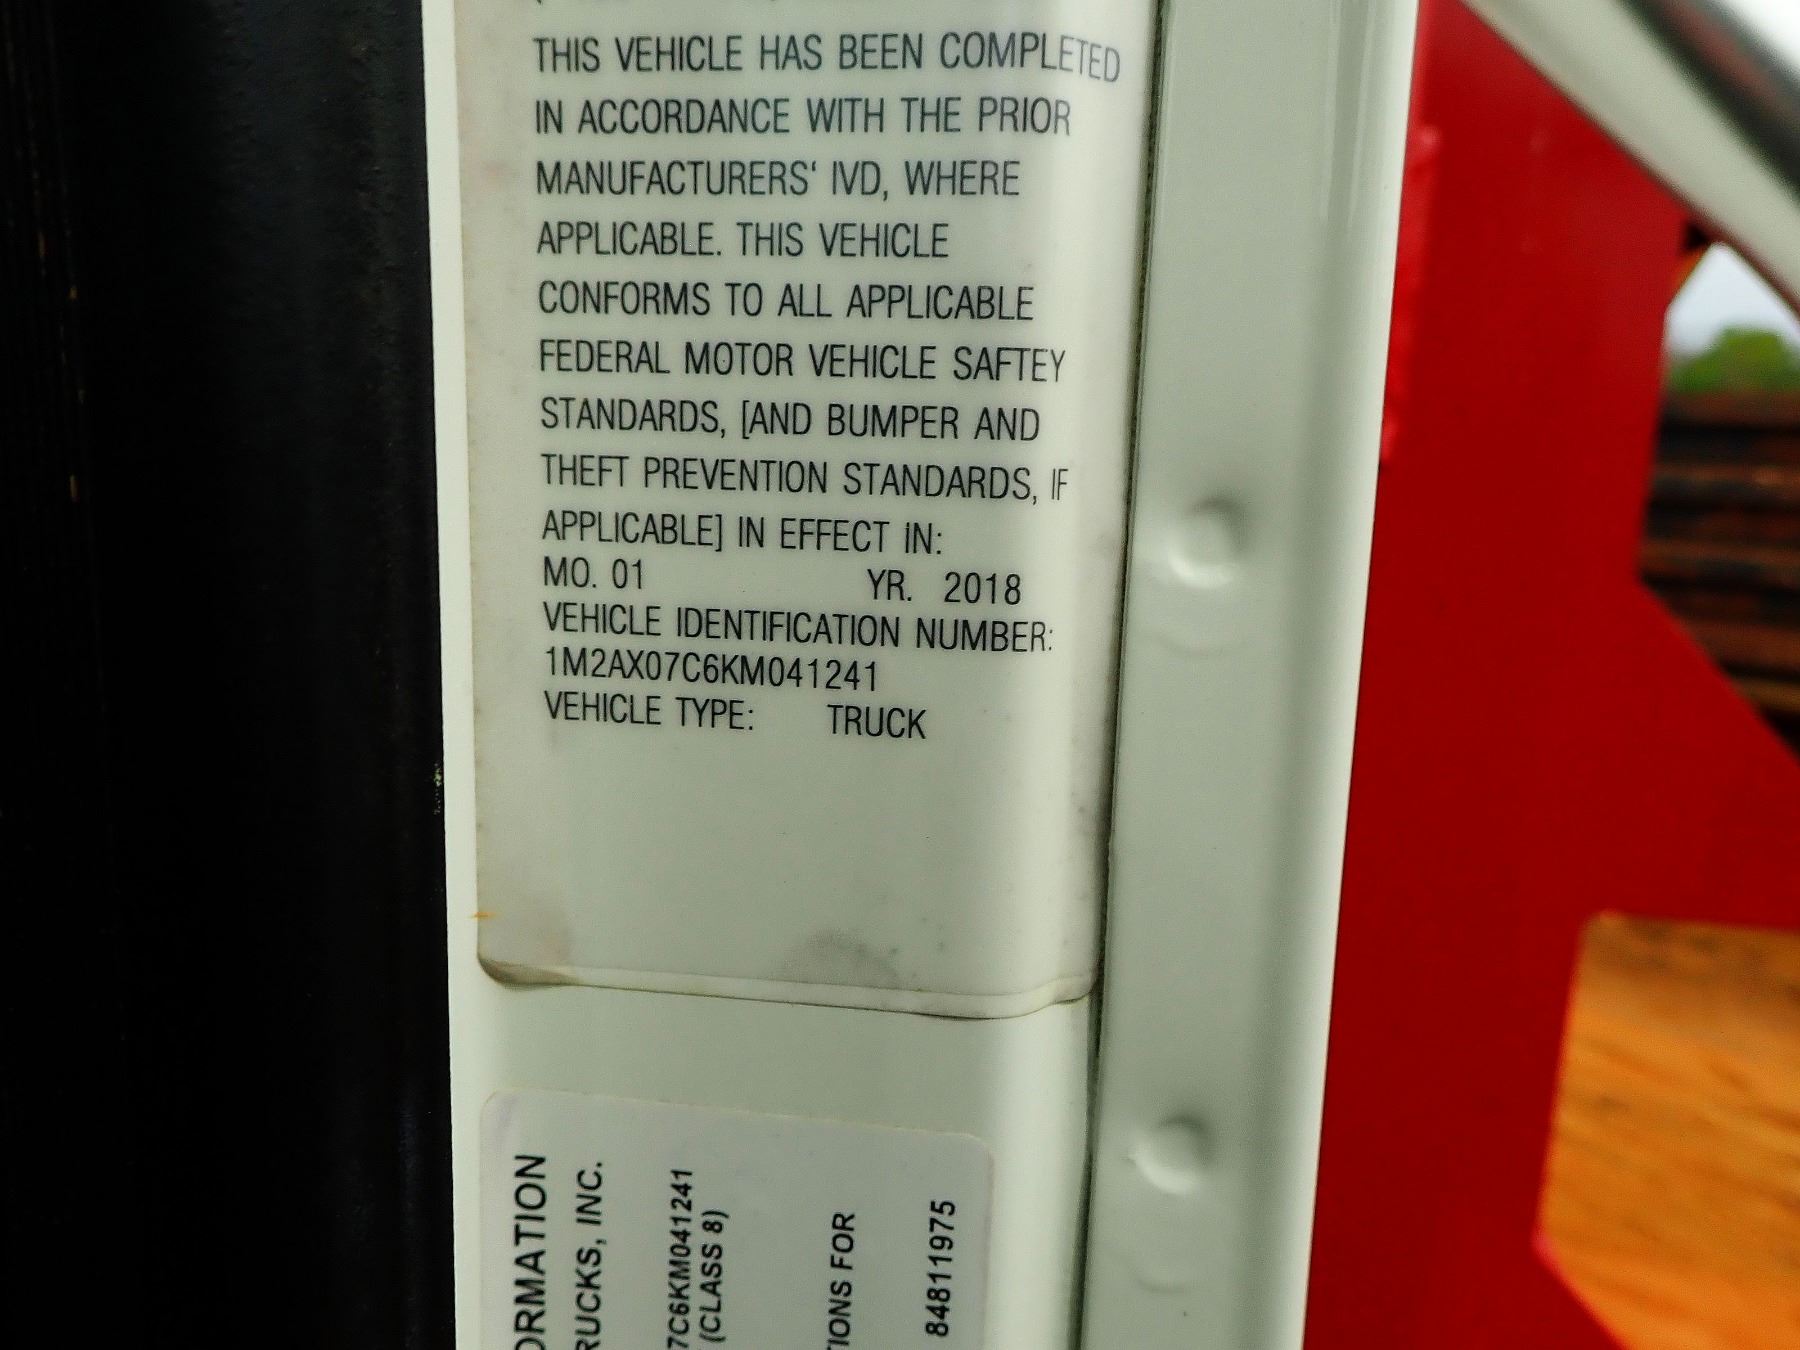 THIS VEHICLE HAS BEEN COMPLETED
IN ACCORDANCE WITH THE PRIOR
MANUFACTURERS' IVD, WHERE
APPLICABLE. THIS VEHICLE
CONFORMS TO ALL APPLICABLE
FEDERAL MOTOR VEHICLE SAFTEY
STANDARDS, [AND BUMPER AND
THEFT PREVENTION STANDARDS, IF
APPLICABLE] IN EFFECT IN:
MO. 01 YR. 2018
VEHICLE IDENTIFICATION NUMBER:
1M2AX07C6KM041241
VEHICLE TYPE: TRUCK
ORMATION
RUCKS, INC.
7C6KM041241
(CLASS 8)
TIONS FOR
84811975